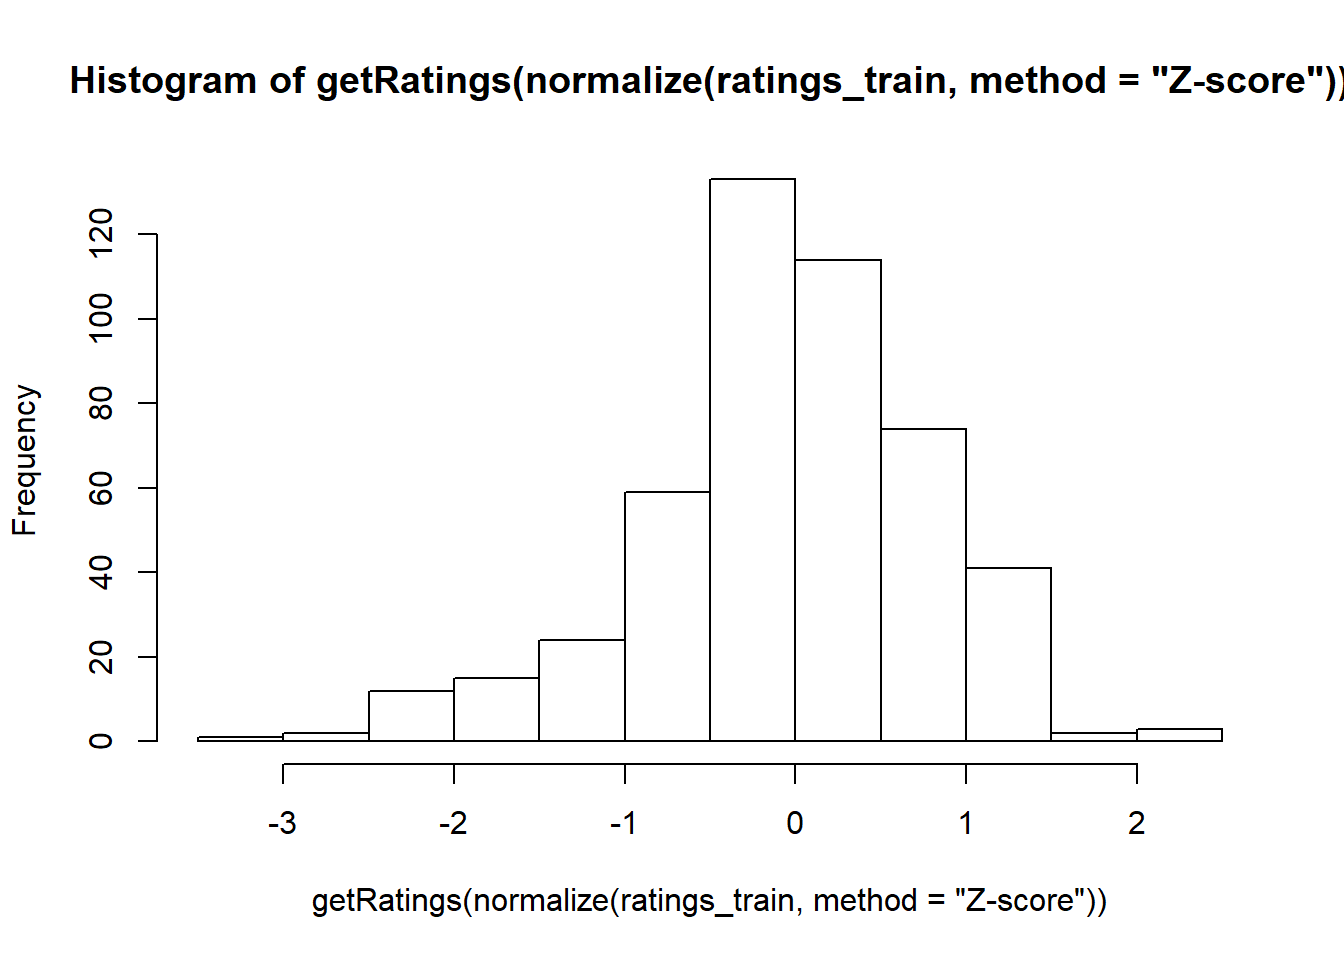 Histogram of getRatings(normalize(ratings_train, method = "Z-score"))
Frequency
120
100
80
60
40
20
0
-3 -2 -1 0 1 2
getRatings(normalize(ratings_train, method = "Z-score"))